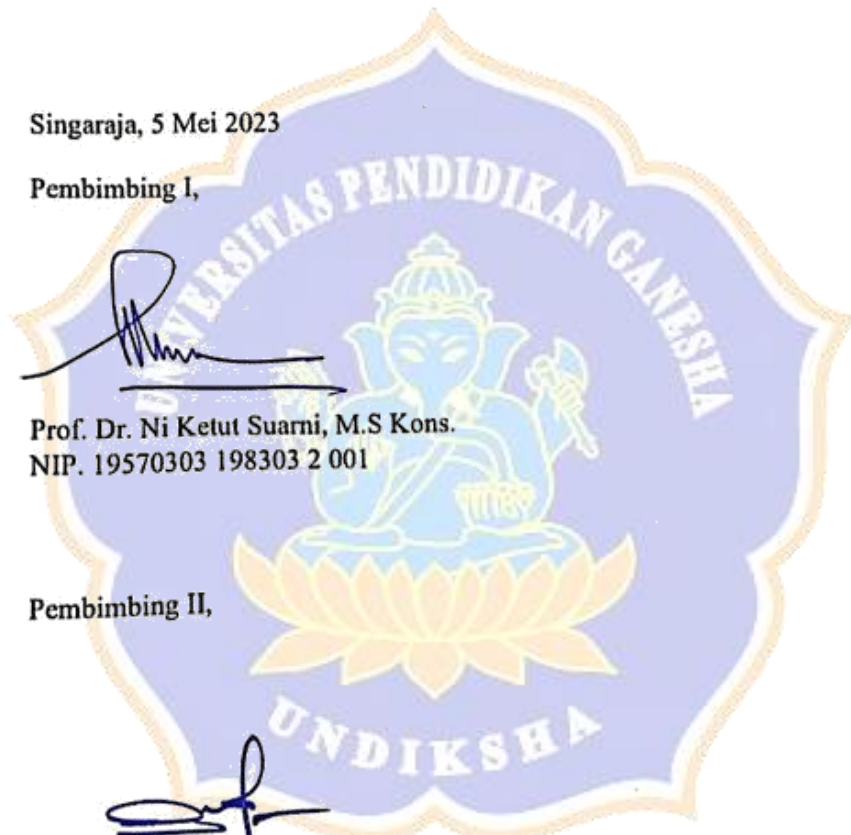 Singaraja, 5 Mei 2023
Pembimbing I,
UNIVERSITAS PENDIDIKAN GANESHA
Prof. Dr. Ni Ketut Suarni, M.S Kons.
NIP. 19570303 198303 2 001
Pembimbing II,
UNDIKSHA